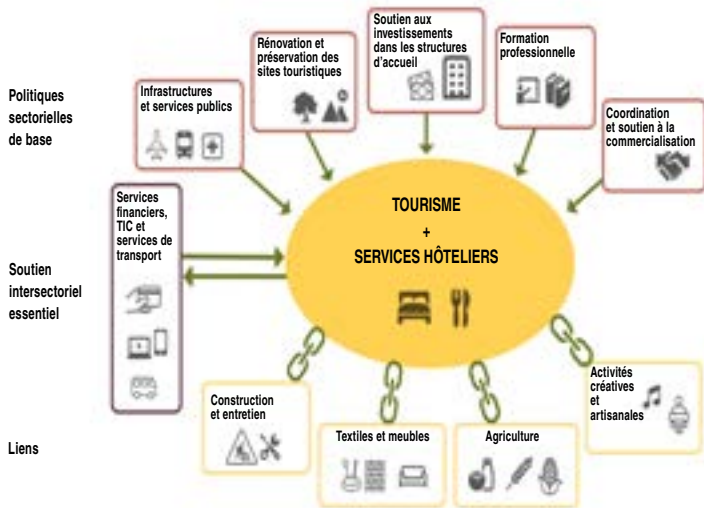 Politiques
sectorielles
de base
Infrastructures
et services publics
Rénovation et
préservation des
sites touristiques
Soutien aux
investissements
dans les structures
d'accueil
Formation
professionnelle
Coordination
et soutien à la
commercialisation
Soutien
intersectoriel
essentiel
Services
financiers,
TIC et
services de
transport
TOURISME
+
SERVICES HÔTELIERS
Liens
Construction
et entretien
Textiles et meubles
Agriculture
Activités
créatives
et
artisanales